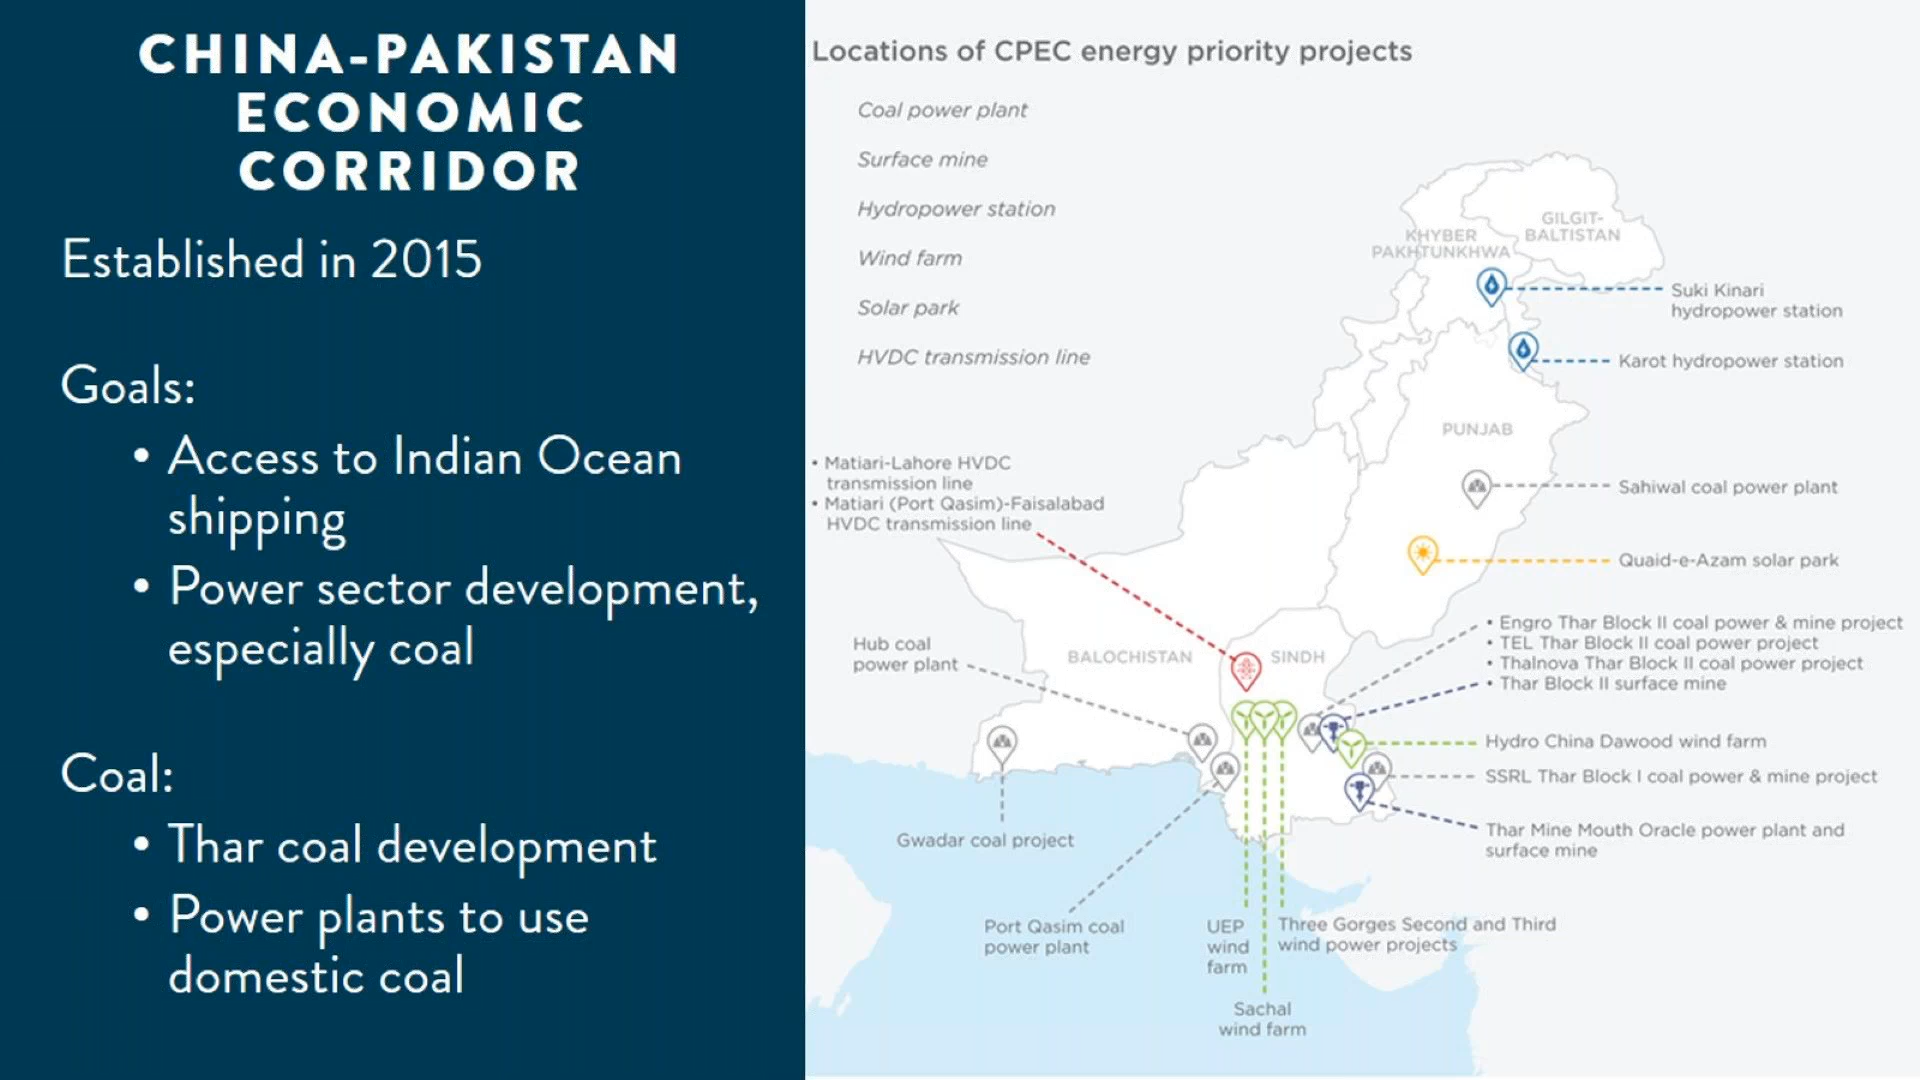 CHINA-PAKISTAN
ECONOMIC
CORRIDOR
Established in 2015
Goals:
• Access to Indian Ocean
shipping
• Power sector development,
especially coal
Coal:
• Thar coal development
• Power plants to use
domestic coal
Locations of CPEC energy priority projects
Coal power plant
Surface mine
Hydropower station
Wind farm
Solar park
HVDC transmission line
GILGIT-
BALTISTAN
KHYBER
PAKHTUNKHWA
Suki Kinari
hydropower station
Karot hydropower station
PUNJAB
• Matiari-Lahore HVDC
transmission line
• Matiari (Port Qasim)-Faisalabad
HVDC transmission line
Sahiwal coal power plant
Quaid-e-Azam solar park
• Engro Thar Block II coal power & mine project
• TEL Thar Block II coal power project
• Thalnova Thar Block II coal power project
• Thar Block II surface mine
Hub coal
power plant
BALOCHISTAN
SINDH
Hydro China Dawood wind farm
SSRL Thar Block I coal power & mine project
Thar Mine Mouth Oracle power plant and
surface mine
Gwadar coal project
Port Qasim coal
power plant
UEP
wind
farm
Three Gorges Second and Third
wind power projects
Sachal
wind farm